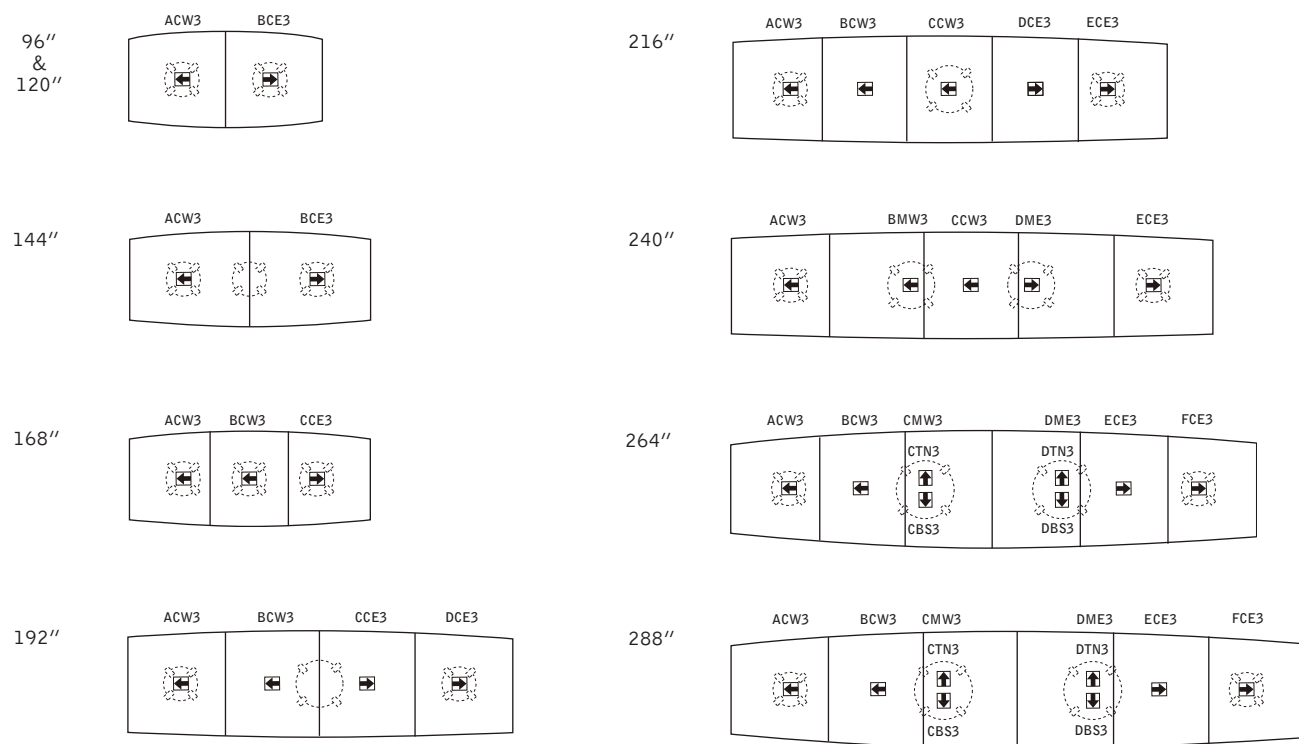 96″
&
120″
ACW3 BCE3
144″
ACW3 BCE3
168″
ACW3 BCW3 CCE3
192″
ACW3 BCW3 CCE3 DCE3
216″
ACW3 BCW3 CCW3 DCE3 ECE3
240″
ACW3 BMW3 CCW3 DME3 ECE3
264″
ACW3 BCW3 CMW3 DME3 ECE3 FCE3
CTN3 DTN3
CBS3 DBS3
288″
ACW3 BCW3 CMW3 DME3 ECE3 FCE3
CTN3 DTN3
CBS3 DBS3